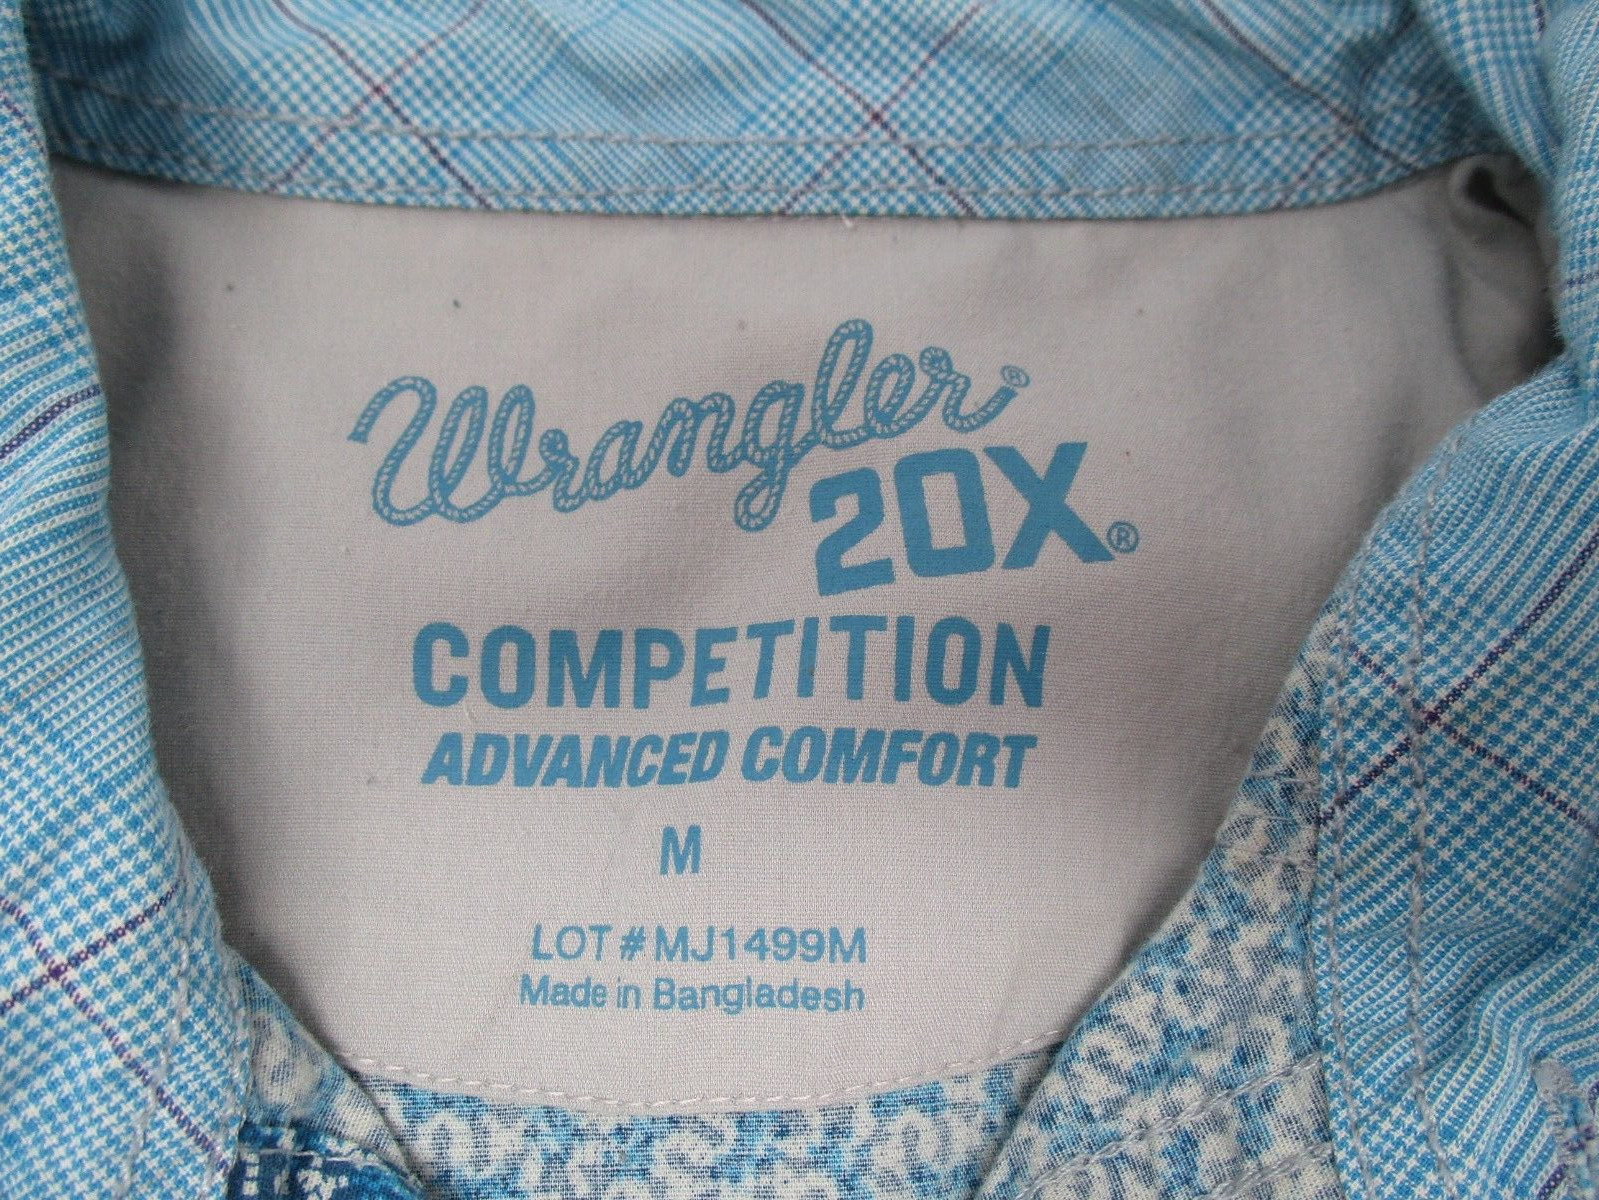 Wrangler®
20X®
COMPETITION
ADVANCED COMFORT
M
LOT # MJ1499M
Made in Bangladesh